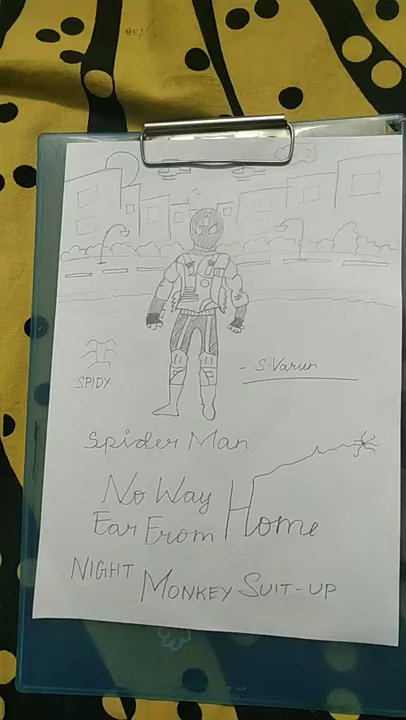 SPIDY
- S. Varun
Spider Man
No Way
Far From Home
NIGHT MONKEY SUIT-UP